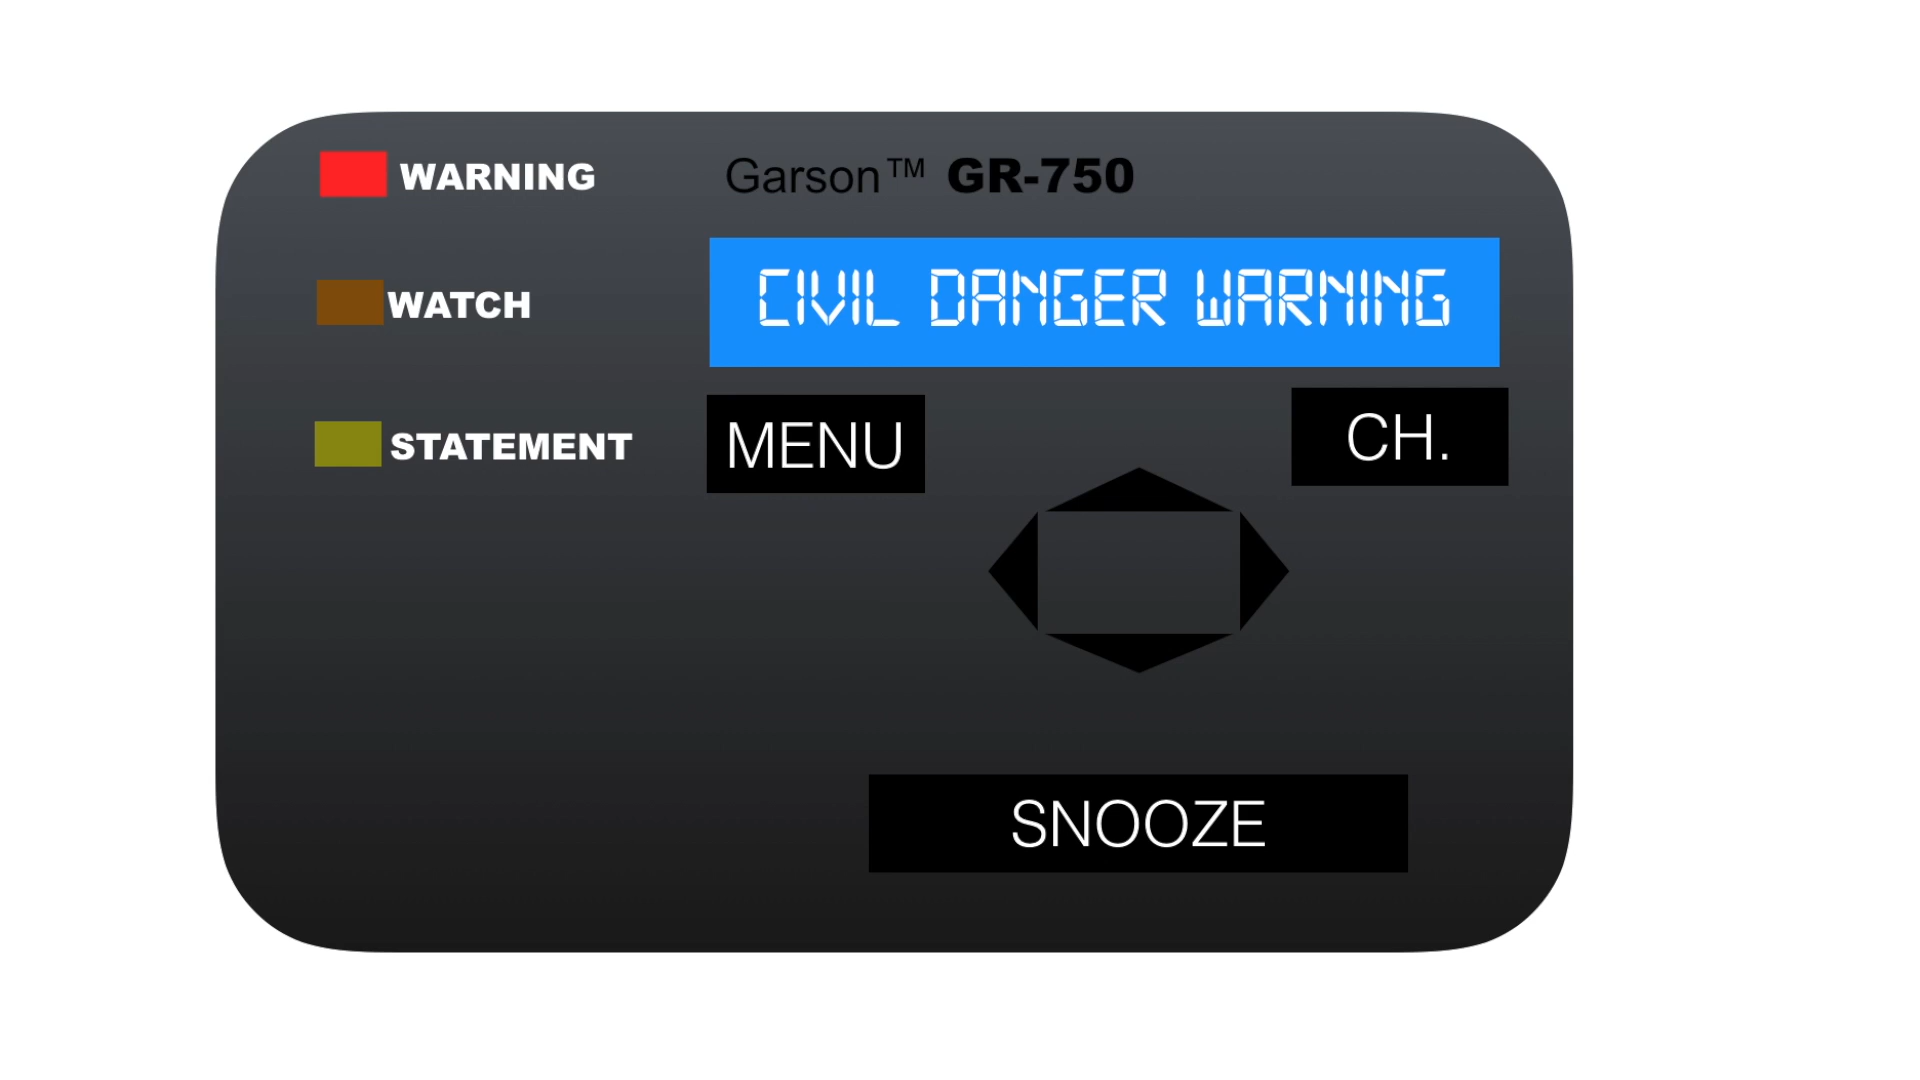 WARNING
Garson™ GR-750
WATCH
CIVIL DANGER WARNING
STATEMENT
MENU
CH.
SNOOZE